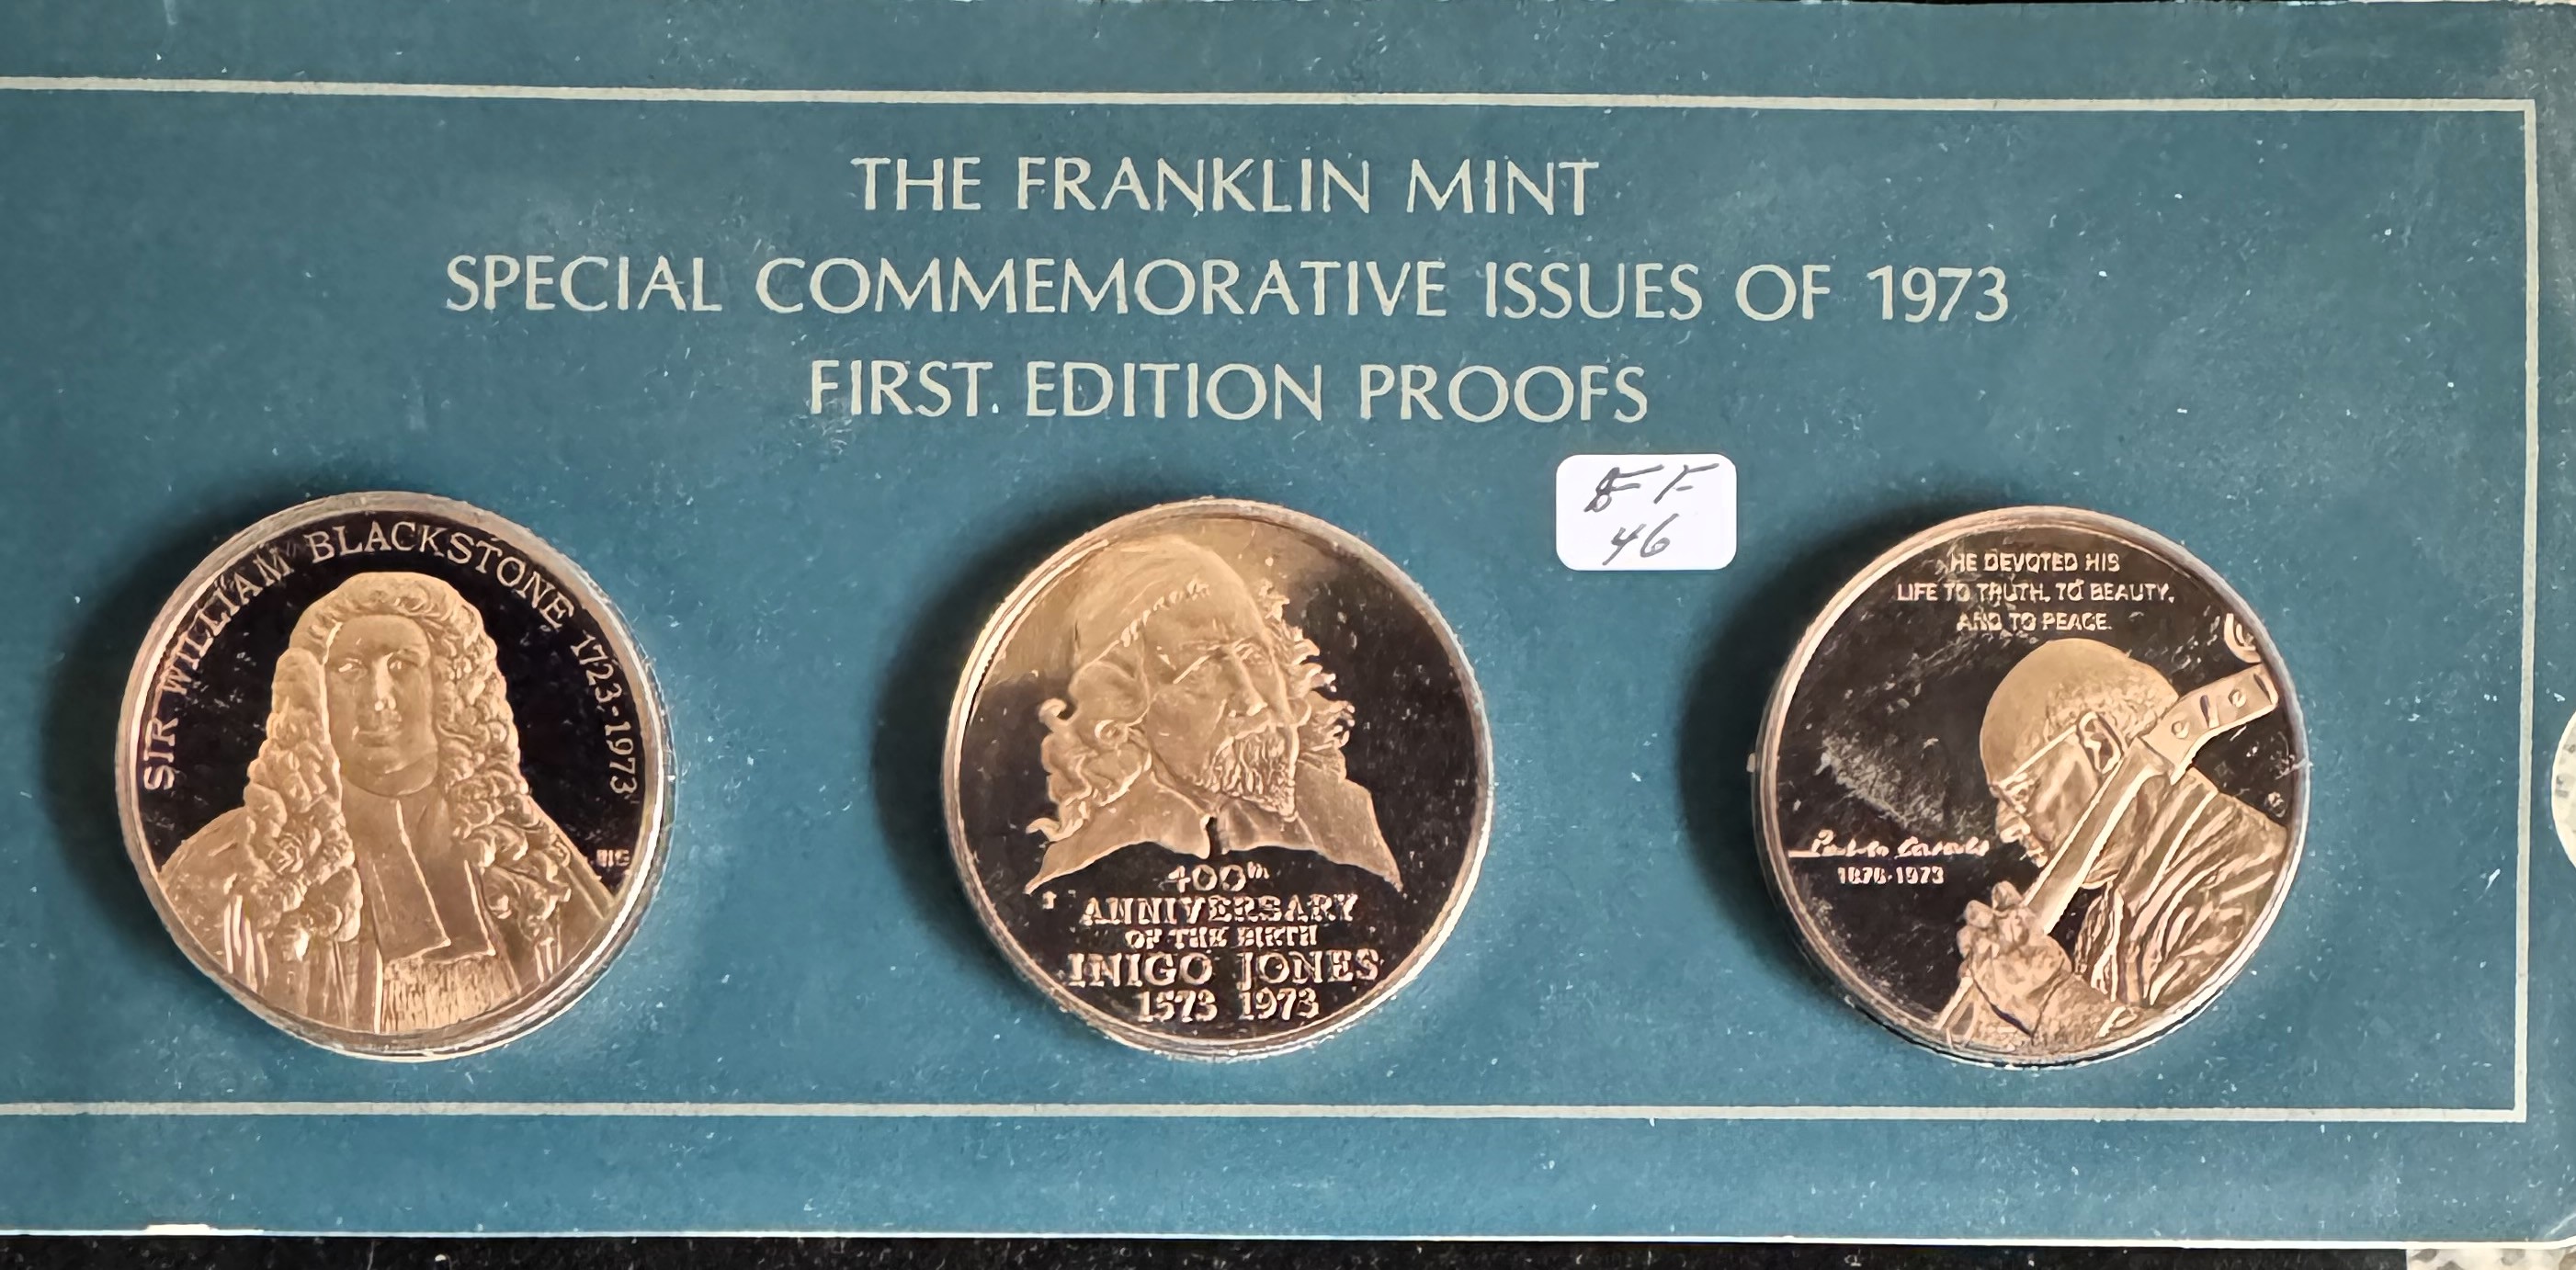 THE FRANKLIN MINT
SPECIAL COMMEMORATIVE ISSUES OF 1973
FIRST EDITION PROOFS
46
SIR WILLIAM BLACKSTONE 1723-1973
400th
ANNIVERSARY
OF THE BIRTH
INIGO JONES
1573 1973
HE DEVOTED HIS
LIFE TO TRUTH, TO BEAUTY,
AND TO PEACE.
Pablo Casals
1876-1973